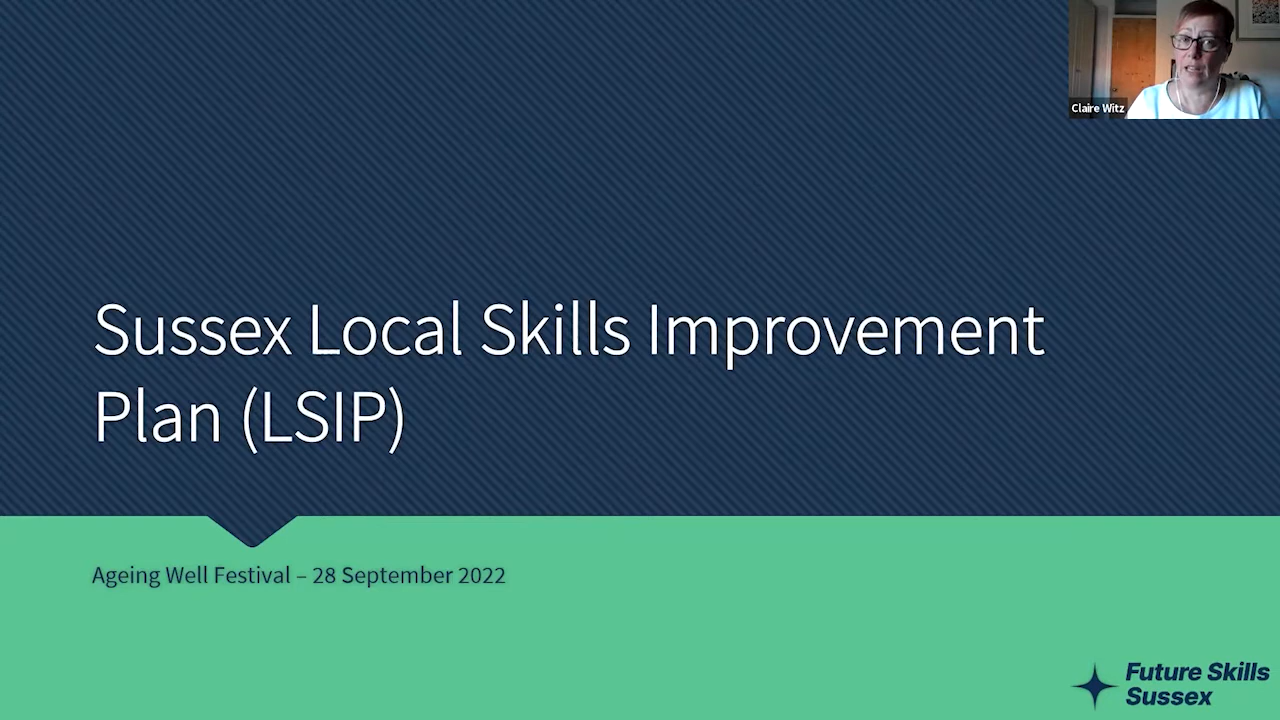 Claire Witz
Sussex Local Skills Improvement
Plan (LSIP)
Ageing Well Festival – 28 September 2022
Future Skills
Sussex